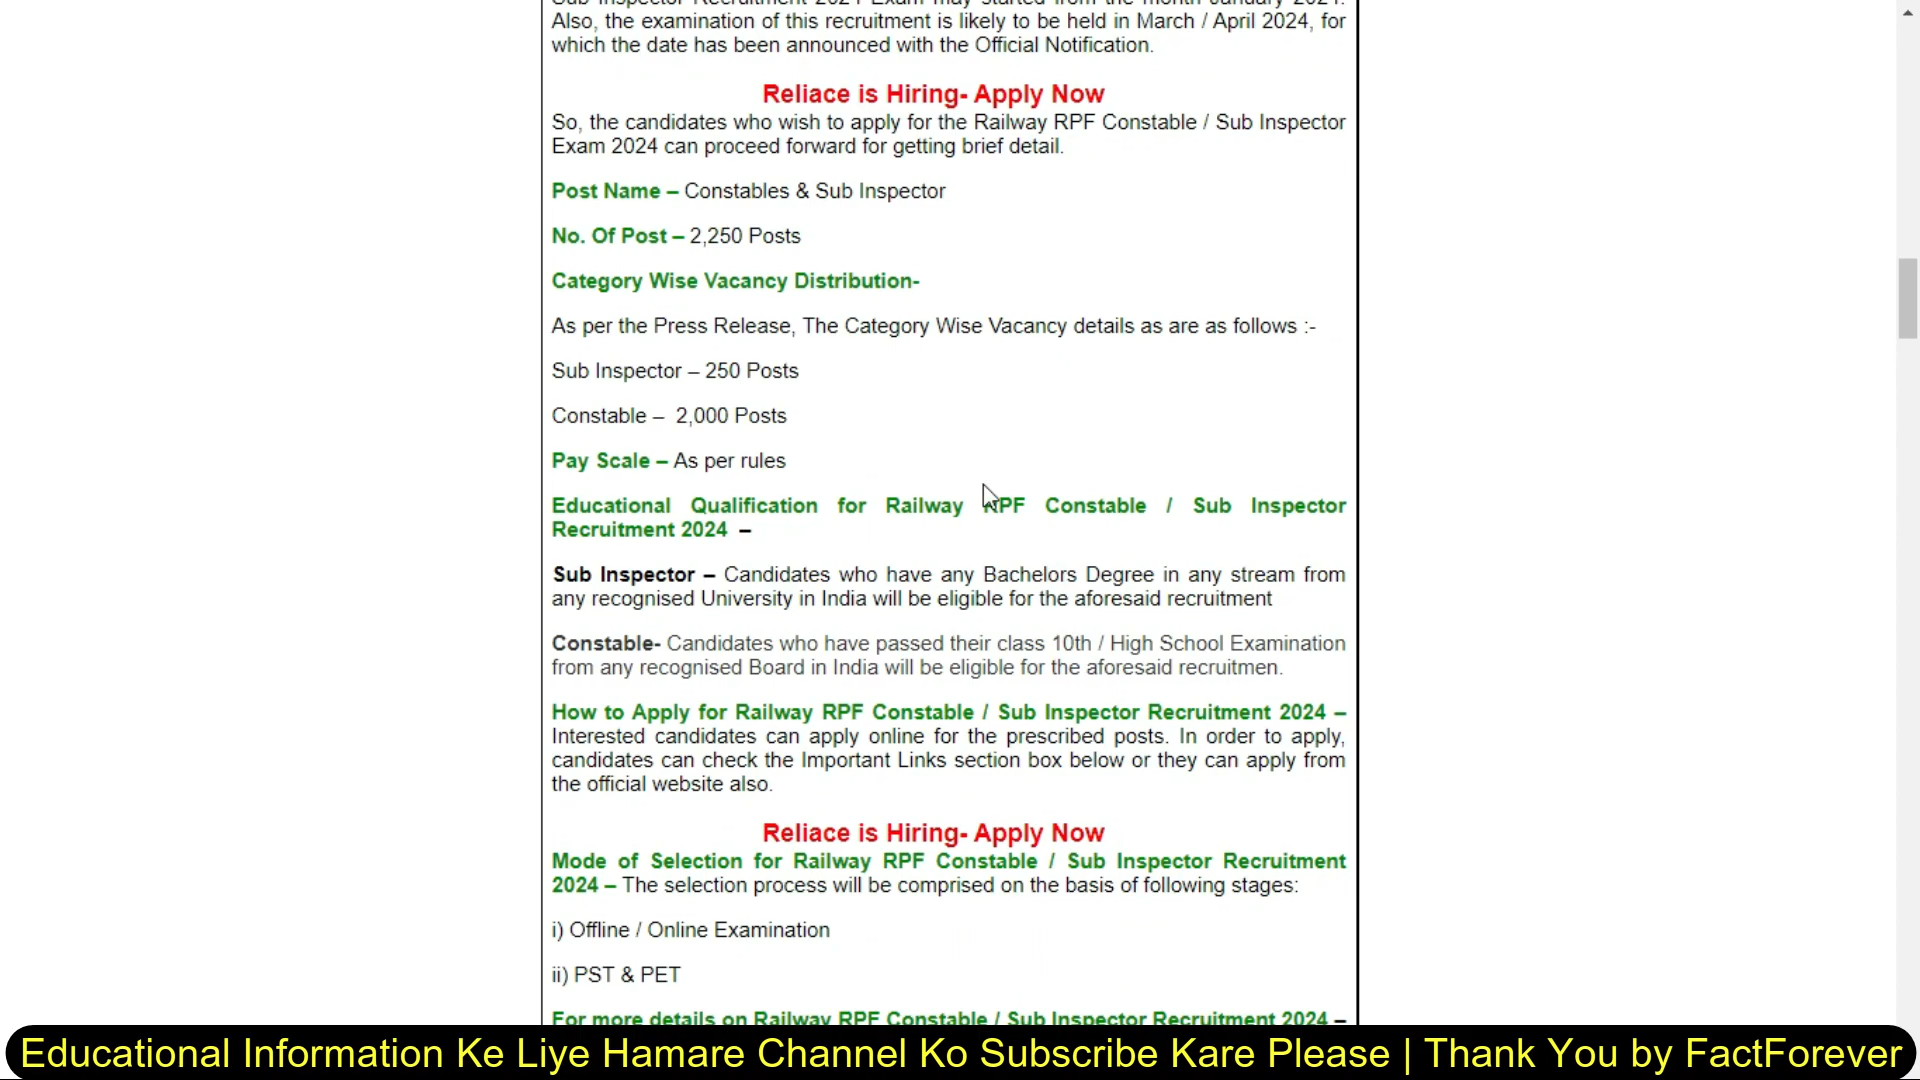 Sub Inspector Recruitment 2024 Exam may started from the month January 2024.
Also, the examination of this recruitment is likely to be held in March / April 2024, for
which the date has been announced with the Official Notification.
Reliace is Hiring- Apply Now
So, the candidates who wish to apply for the Railway RPF Constable / Sub Inspector
Exam 2024 can proceed forward for getting brief detail.
Post Name – Constables & Sub Inspector
No. Of Post – 2,250 Posts
Category Wise Vacancy Distribution-
As per the Press Release, The Category Wise Vacancy details as are as follows :-
Sub Inspector – 250 Posts
Constable – 2,000 Posts
Pay Scale – As per rules
Educational Qualification for Railway RPF Constable / Sub Inspector
Recruitment 2024 –
Sub Inspector – Candidates who have any Bachelors Degree in any stream from
any recognised University in India will be eligible for the aforesaid recruitment
Constable- Candidates who have passed their class 10th / High School Examination
from any recognised Board in India will be eligible for the aforesaid recruitmen.
How to Apply for Railway RPF Constable / Sub Inspector Recruitment 2024 –
Interested candidates can apply online for the prescribed posts. In order to apply,
candidates can check the Important Links section box below or they can apply from
the official website also.
Reliace is Hiring- Apply Now
Mode of Selection for Railway RPF Constable / Sub Inspector Recruitment
2024 – The selection process will be comprised on the basis of following stages:
i) Offline / Online Examination
ii) PST & PET
For more details on Railway RPF Constable / Sub Inspector Recruitment 2024 –
Educational Information Ke Liye Hamare Channel Ko Subscribe Kare Please | Thank You by FactForever